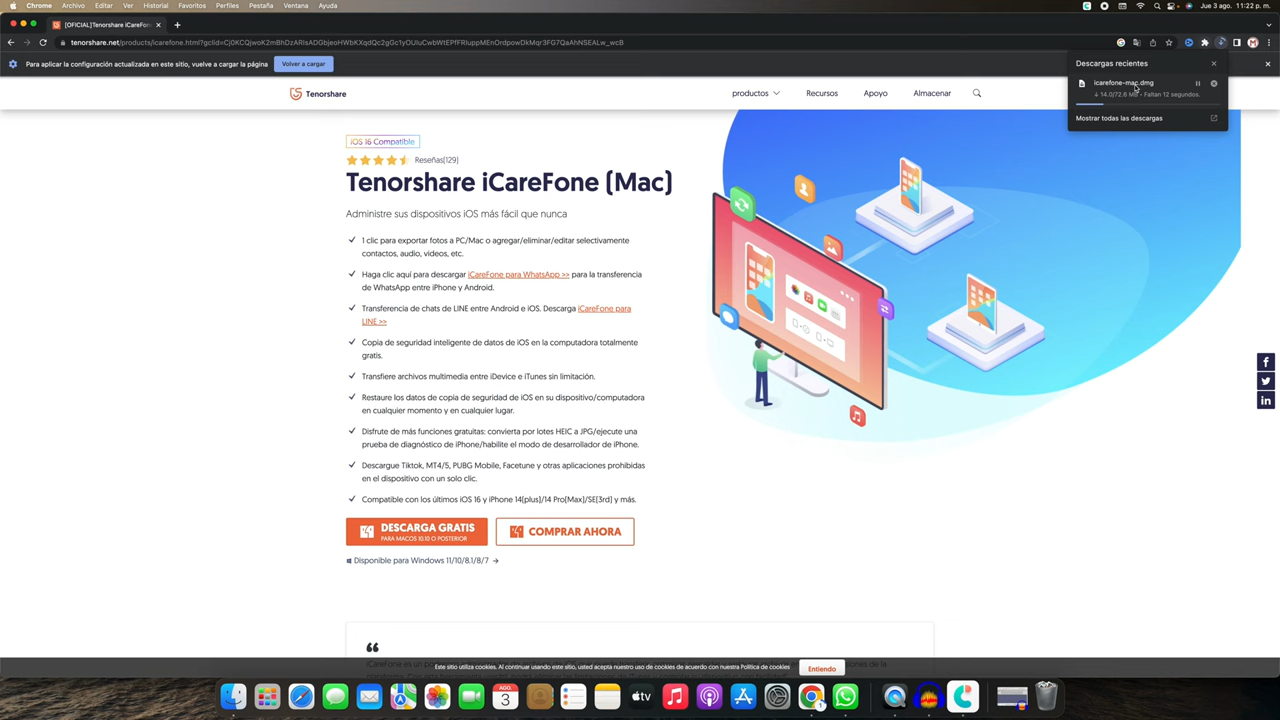 Chrome Archivo Editar Ver Historial Favoritos Perfiles Pestaña Ventana Ayuda
Jue 3 ago. 11:22 p. m.
[OFICIAL]Tenorshare iCareFon
Para aplicar la configuración actualizada en este sitio, vuelve a cargar la página
Volver a cargar
Descargas recientes
icarefone-mac.dmg
14.0/72.6 MB • Faltan 12 segundos.
Mostrar todas las descargas
Tenorshare
productos Recursos Apoyo Almacenar
iOS 16 Compatible
Reseñas(129)
Tenorshare iCareFone (Mac)
Administre sus dispositivos iOS más fácil que nunca
1 clic para exportar fotos a PC/Mac o agregar/eliminar/editar selectivamente
contactos, audio, videos, etc.
Haga clic aquí para descargar iCareFone para WhatsApp >> para la transferencia
de WhatsApp entre iPhone y Android.
Transferencia de chats de LINE entre Android e iOS. Descarga iCareFone para
LINE >>
Copia de seguridad inteligente de datos de iOS en la computadora totalmente
gratis.
Transfiere archivos multimedia entre iDevice e iTunes sin limitación.
Restaure los datos de copia de seguridad de iOS en su dispositivo/computadora
en cualquier momento y en cualquier lugar.
Disfrute de más funciones gratuitas: convierta por lotes HEIC a JPG/ejecute una
prueba de diagnóstico de iPhone/habilite el modo de desarrollador de iPhone.
Descargue Tiktok, MT4/5, PUBG Mobile, Facetune y otras aplicaciones prohibidas
en el dispositivo con un solo clic.
Compatible con los últimos iOS 16 y iPhone 14[plus]/14 Pro[Max]/SE[3rd] y más.
DESCARGA GRATIS
PARA MACOS 10.10 O POSTERIOR
COMPRAR AHORA
Disponible para Windows 11/10/8.1/8/7
Este sitio utiliza cookies. Al continuar usando este sitio, usted acepta nuestro uso de cookies de acuerdo con nuestra Política de cookies
Entiendo
AGO.
3
tv